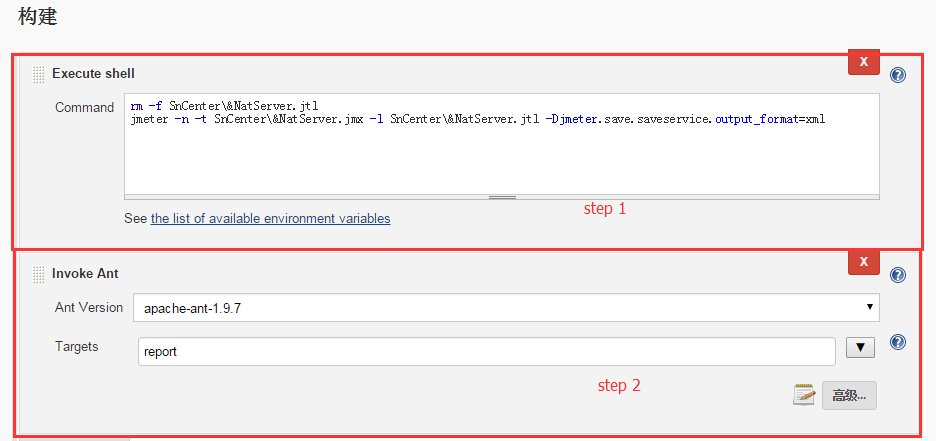 构建
X
Execute shell
Command
rm -f SnCenter\&NatServer.jtl
jmeter -n -t SnCenter\&NatServer.jmx -l SnCenter\&NatServer.jtl -Djmeter.save.saveservice.output_format=xml
step 1
See the list of available environment variables
X
Invoke Ant
Ant Version apache-ant-1.9.7
Targets report
step 2
高级...